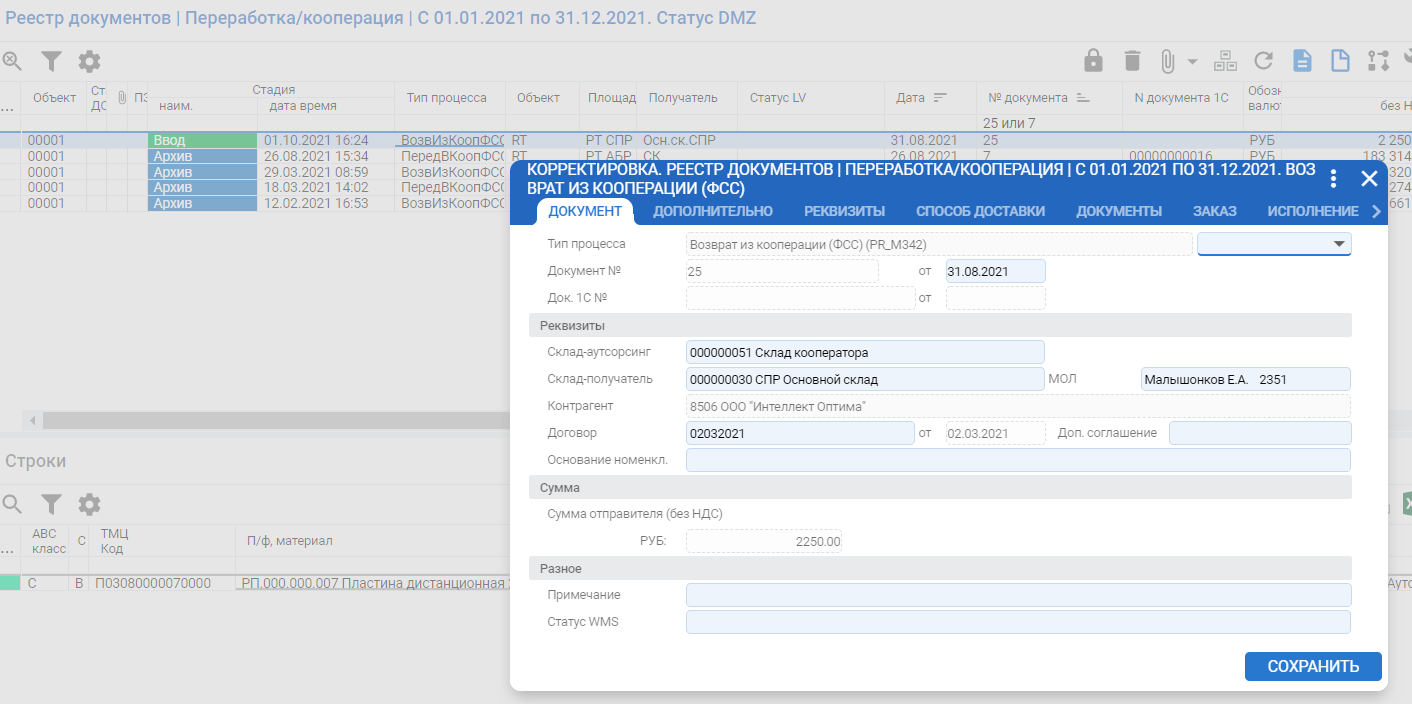 Реестр документов | Переработка/кооперация | С 01.01.2021 по 31.12.2021. Статус DMZ
Объект Ст ДС ПЗ Стадия наим. дата время Тип процесса Объект Площад Получатель Статус LV Дата № документа N документа 1С Обозн валют без Н
25 или 7
00001 Ввод 01.10.2021 16:24 ВозвИзКоопФСС RT РТ СПР Осн.ск.СПР 31.08.2021 25 РУБ 2 250
00001 Архив 26.08.2021 15:34 ПередВКоопФСС RT РТ АБР СК 26.08.2021 7 00000000016 РУБ 183 314
00001 Архив 29.03.2021 08:59 ВозвИзКоопФСС 320
00001 Архив 18.03.2021 14:02 ПередВКоопФСС 274
00001 Архив 12.02.2021 16:53 ВозвИзКоопФСС 661
КОРРЕКТИРОВКА. РЕЕСТР ДОКУМЕНТОВ | ПЕРЕРАБОТКА/КООПЕРАЦИЯ | С 01.01.2021 ПО 31.12.2021. ВОЗ
ВРАТ ИЗ КООПЕРАЦИИ (ФСС)
ДОКУМЕНТ ДОПОЛНИТЕЛЬНО РЕКВИЗИТЫ СПОСОБ ДОСТАВКИ ДОКУМЕНТЫ ЗАКАЗ ИСПОЛНЕНИЕ
Тип процесса Возврат из кооперации (ФСС) (PR_M342)
Документ № 25 от 31.08.2021
Док. 1С № от
Реквизиты
Склад-аутсорсинг 000000051 Склад кооператора
Склад-получатель 000000030 СПР Основной склад МОЛ Малышонков Е.А. 2351
Контрагент 8506 ООО "Интеллект Оптима"
Договор 02032021 от 02.03.2021 Доп. соглашение
Основание номенкл.
Сумма
Сумма отправителя (без НДС)
РУБ: 2250.00
Разное
Примечание
Статус WMS
СОХРАНИТЬ
Строки
... АВС класс С ТМЦ Код П/ф, материал
С В П03080000070000 РП.000.000.007 Пластина дистанционная Ауто